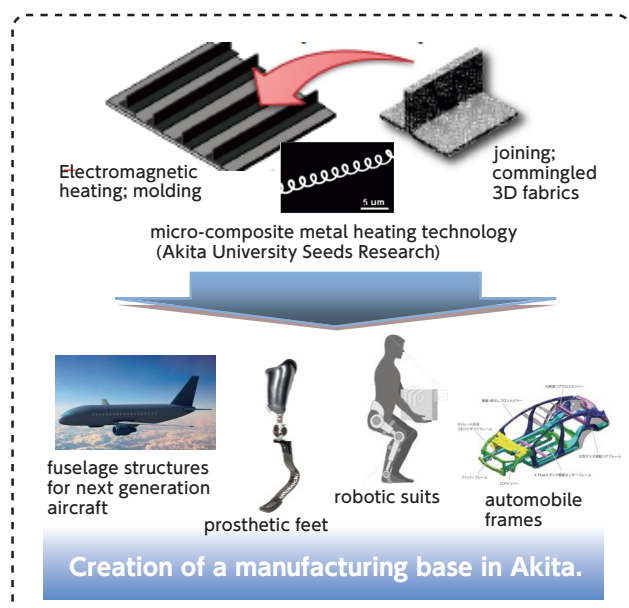 Electromagnetic
heating; molding
5 um
joining;
commingled
3D fabrics
micro-composite metal heating technology
(Akita University Seeds Research)
fuselage structures
for next generation
aircraft
prosthetic feet
robotic suits
automobile
frames
Creation of a manufacturing base in Akita.